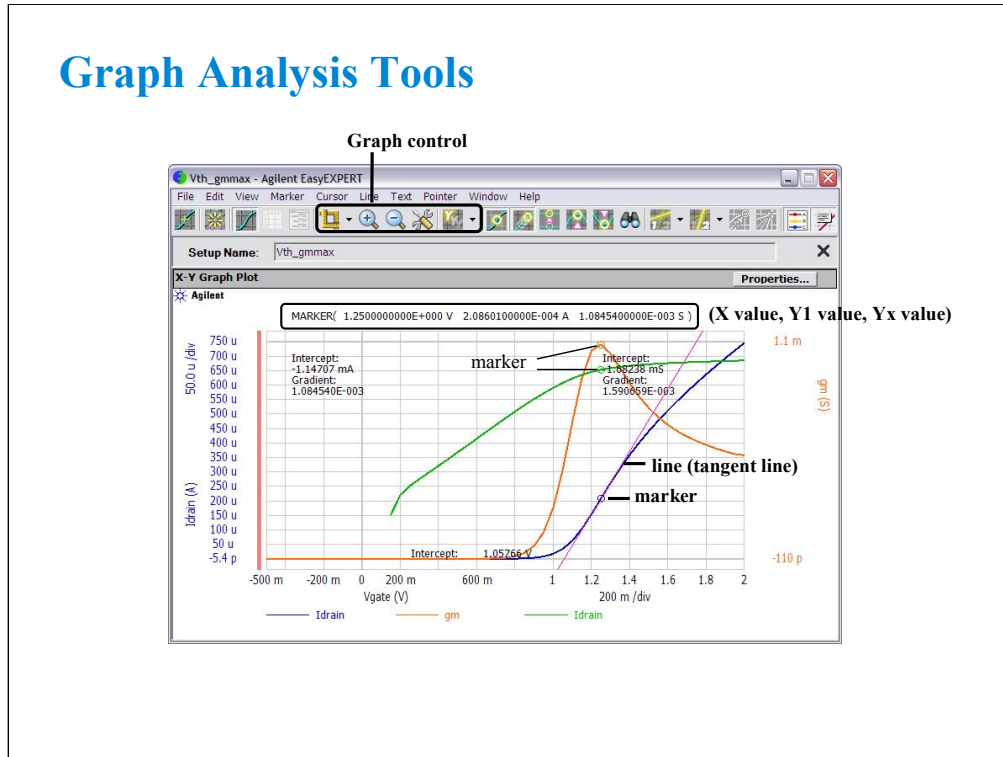 Graph Analysis Tools
Graph control
Vth_gmmax - Agilent EasyEXPERT
File Edit View Marker Cursor Line Text Pointer Window Help
Setup Name: Vth_gmmax
X-Y Graph Plot Properties...
Agilent
MARKER( 1.2500000000E+000 V 2.0860100000E-004 A 1.0845400000E-003 S ) (X value, Y1 value, Yx value)
50.0 u /div
Idrain (A)
750 u
700 u
650 u
600 u
550 u
500 u
450 u
400 u
350 u
300 u
250 u
200 u
150 u
100 u
50 u
-5.4 p
Intercept:
-1.14707 mA
Gradient:
1.084540E-003
marker
Intercept:
-1.68238 mS
Gradient:
1.590659E-003
1.1 m
gm (S)
-110 p
line (tangent line)
marker
Intercept: 1.05766 V
-500 m -200 m 0 200 m 600 m 1 1.2 1.4 1.6 1.8 2
Vgate (V) 200 m /div
Idrain gm Idrain